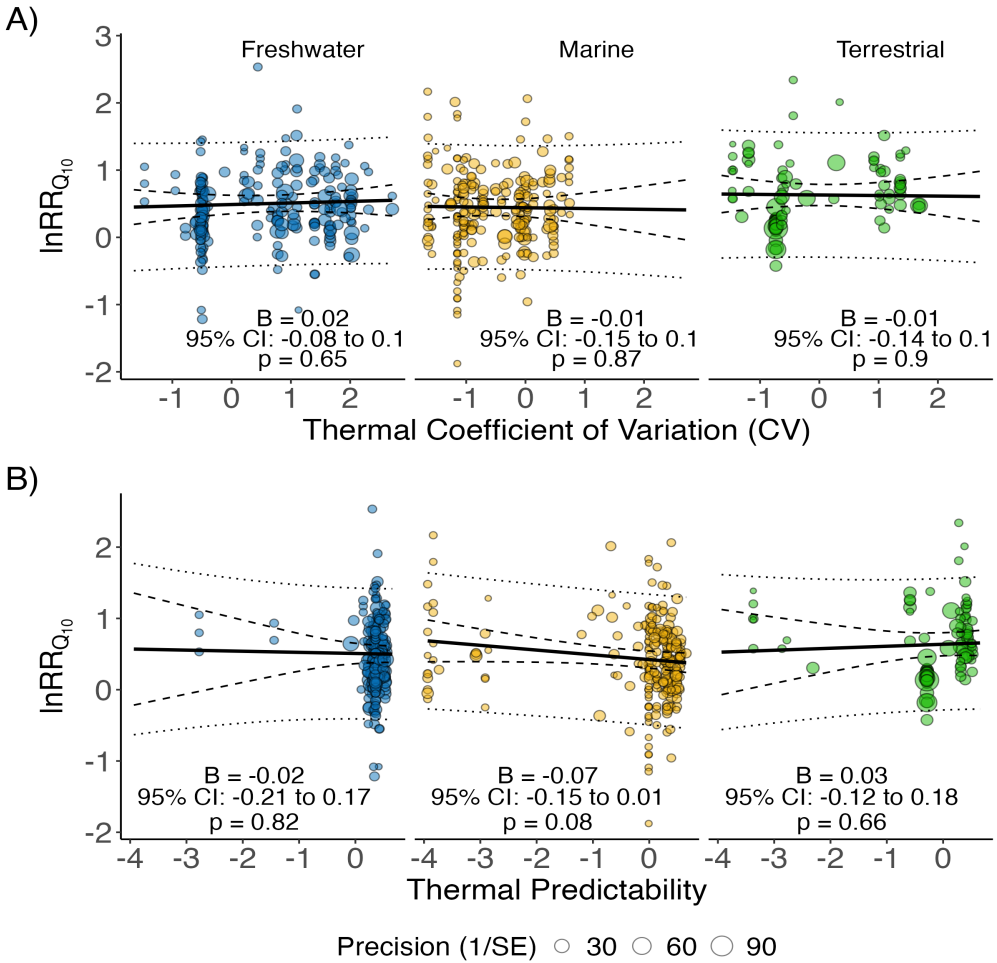 A)
Freshwater Marine Terrestrial
lnRR_Q10
3
2
1
0
-1
-2
B = 0.02
95% CI: -0.08 to 0.1
p = 0.65
B = -0.01
95% CI: -0.15 to 0.1
p = 0.87
B = -0.01
95% CI: -0.14 to 0.1
p = 0.9
-1 0 1 2 -1 0 1 2 -1 0 1 2
Thermal Coefficient of Variation (CV)
B)
lnRR_Q10
2
1
0
-1
-2
B = -0.02
95% CI: -0.21 to 0.17
p = 0.82
B = -0.07
95% CI: -0.15 to 0.01
p = 0.08
B = 0.03
95% CI: -0.12 to 0.18
p = 0.66
-4 -3 -2 -1 0 -4 -3 -2 -1 0 -4 -3 -2 -1 0
Thermal Predictability
Precision (1/SE) 30 60 90